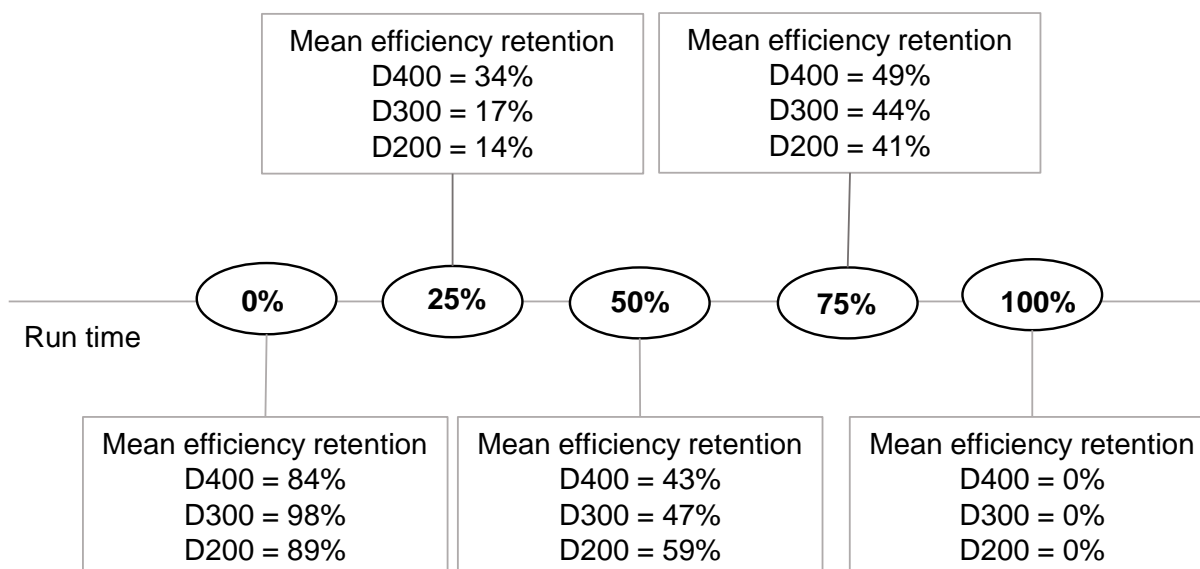 Mean efficiency retention
D400 = 34%
D300 = 17%
D200 = 14%
Mean efficiency retention
D400 = 49%
D300 = 44%
D200 = 41%
0%
25%
50%
75%
100%
Run time
Mean efficiency retention
D400 = 84%
D300 = 98%
D200 = 89%
Mean efficiency retention
D400 = 43%
D300 = 47%
D200 = 59%
Mean efficiency retention
D400 = 0%
D300 = 0%
D200 = 0%